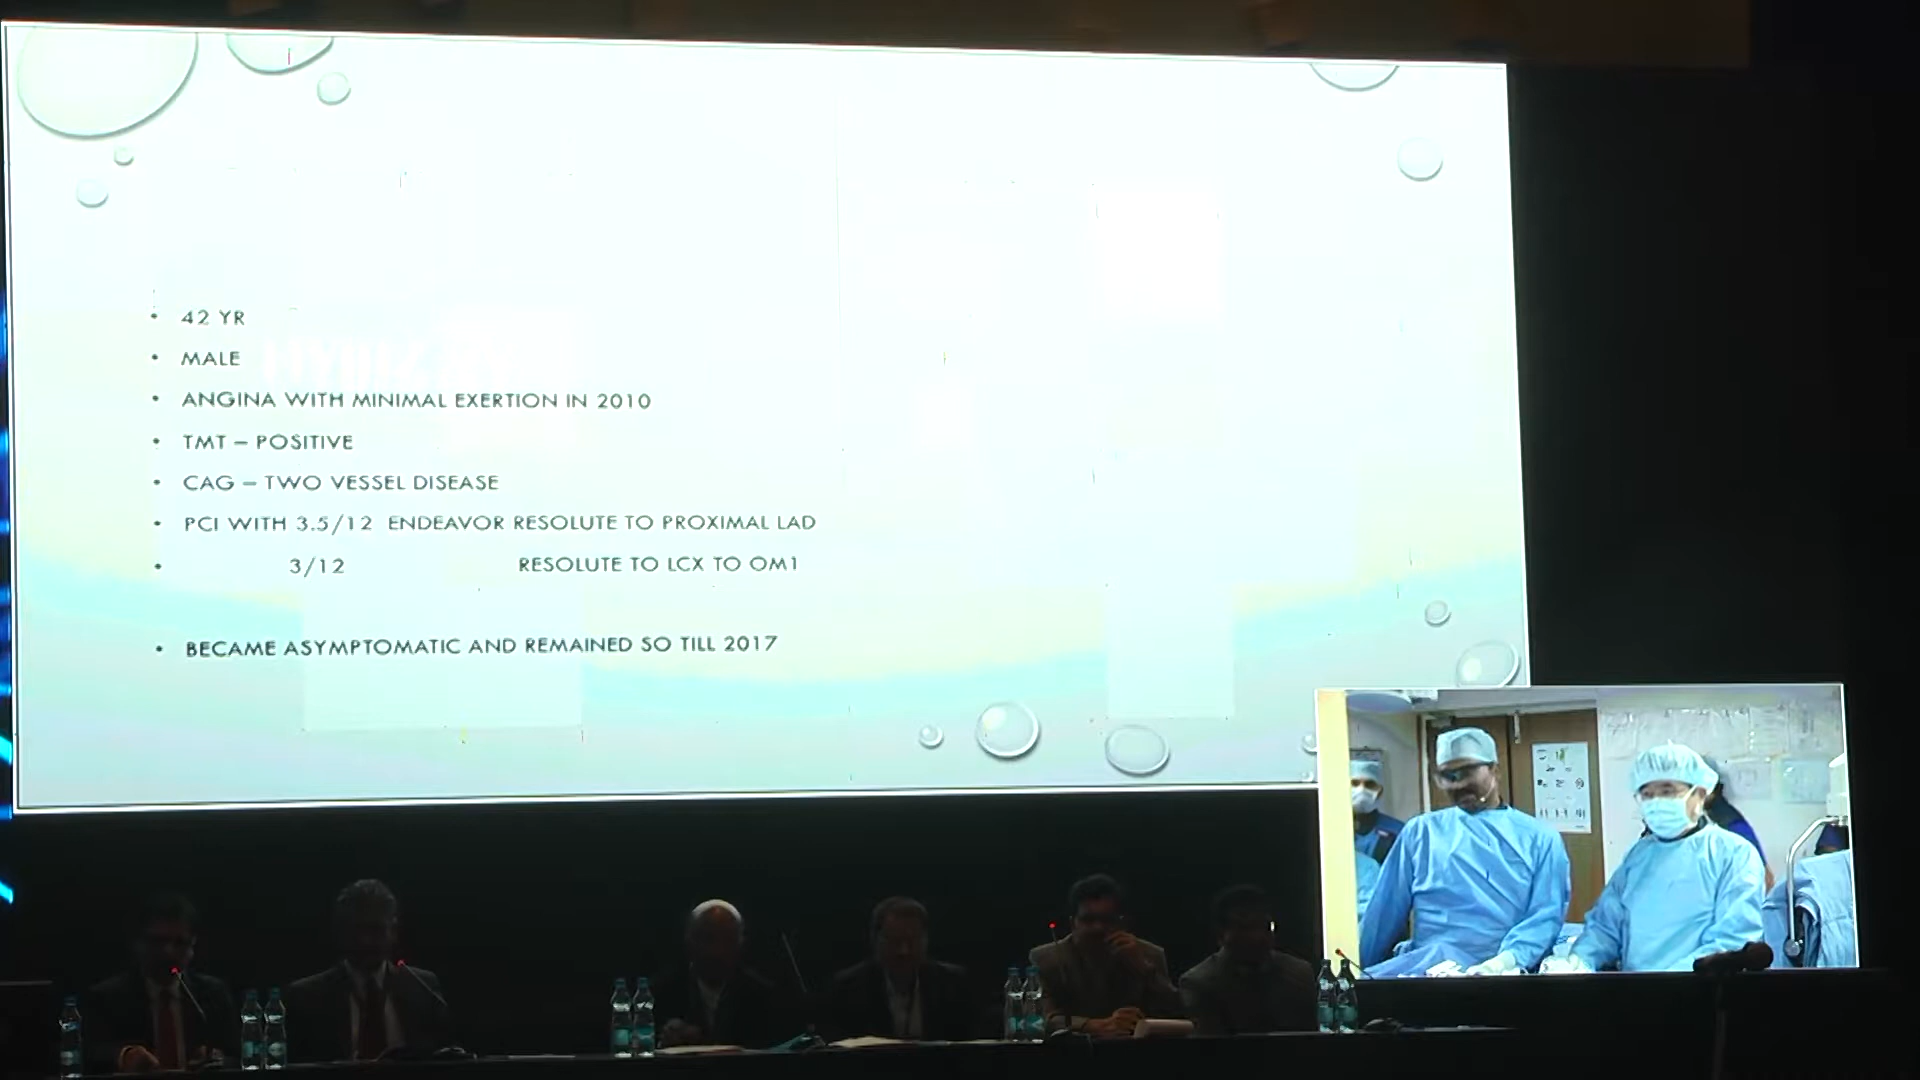 • 42 YR
• MALE
• ANGINA WITH MINIMAL EXERTION IN 2010
• TMT – POSITIVE
• CAG – TWO VESSEL DISEASE
• PCI WITH 3.5/12 ENDEAVOR RESOLUTE TO PROXIMAL LAD
• 3/12 RESOLUTE TO LCX TO OM1
• BECAME ASYMPTOMATIC AND REMAINED SO TILL 2017